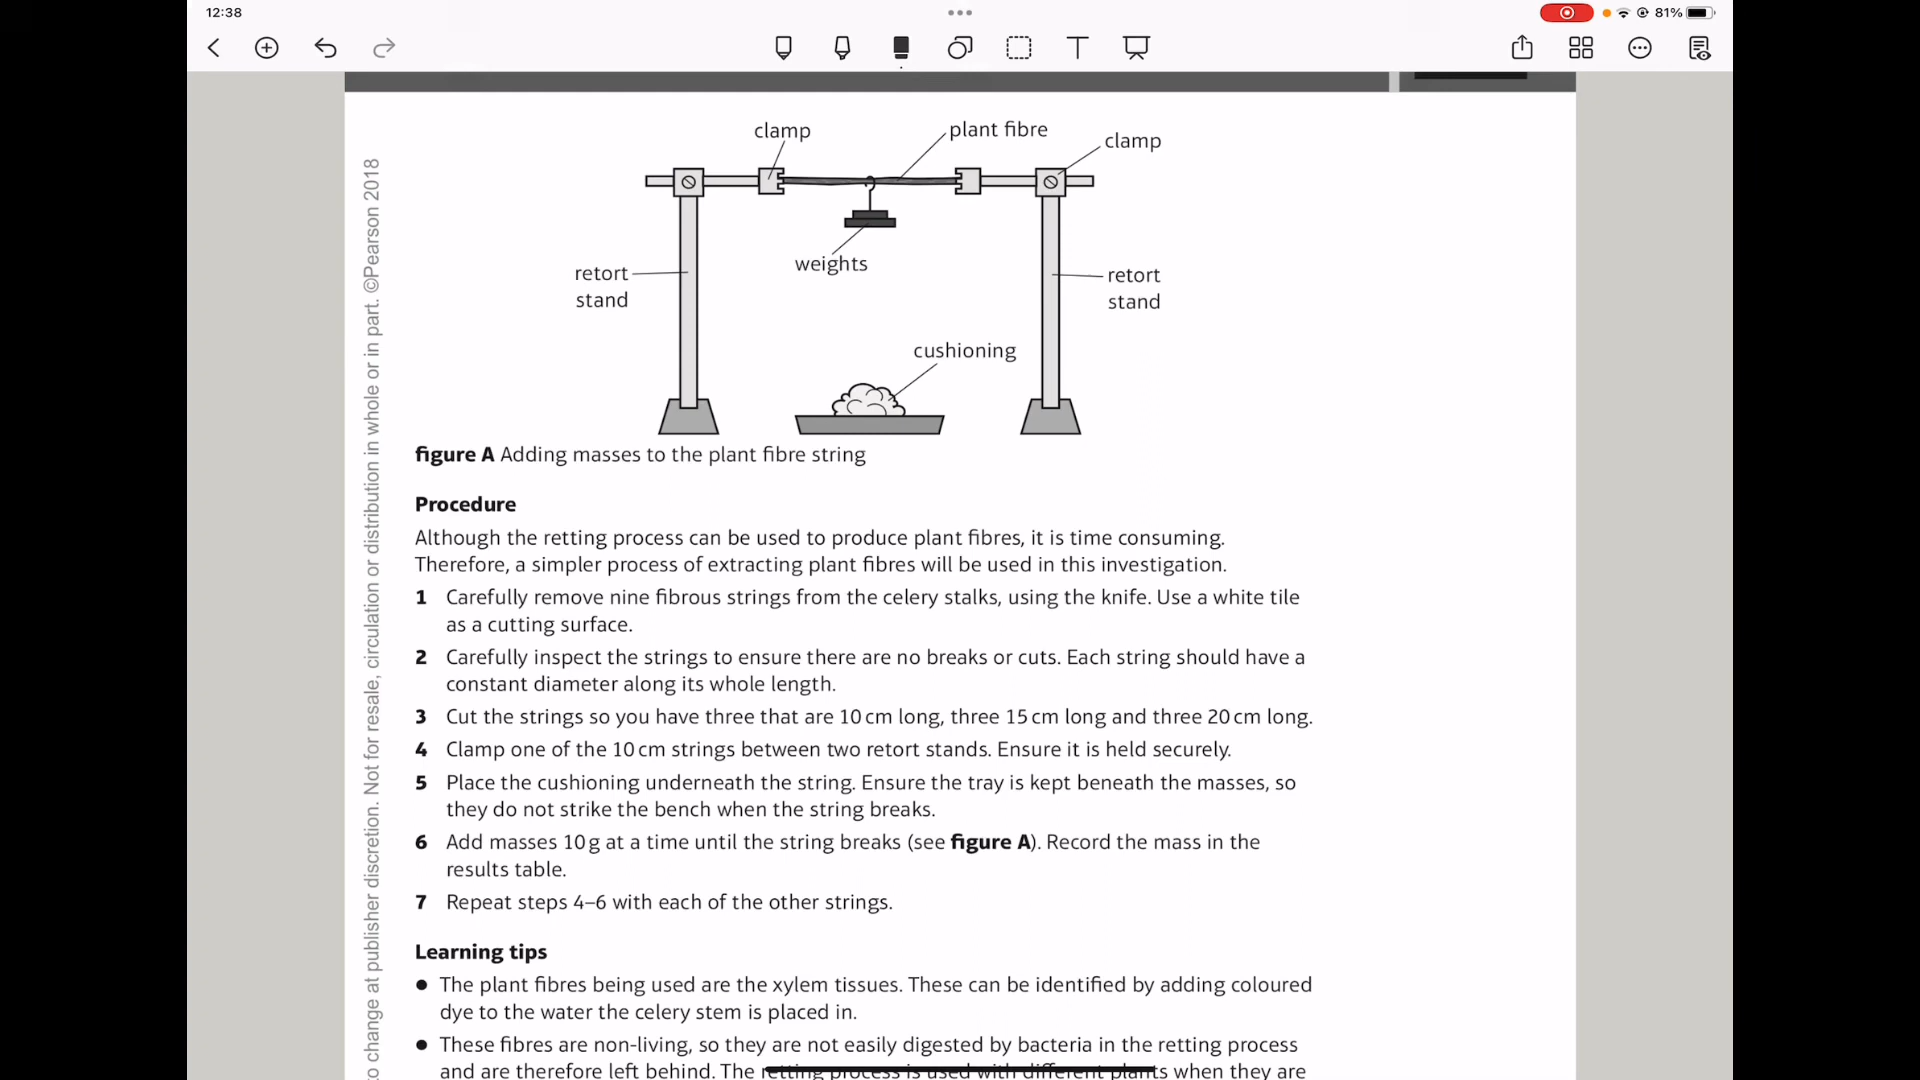 12:38
81%
clamp
plant fibre
clamp
weights
retort
stand
retort
stand
cushioning
figure A Adding masses to the plant fibre string
Procedure
Although the retting process can be used to produce plant fibres, it is time consuming.
Therefore, a simpler process of extracting plant fibres will be used in this investigation.
1 Carefully remove nine fibrous strings from the celery stalks, using the knife. Use a white tile
as a cutting surface.
2 Carefully inspect the strings to ensure there are no breaks or cuts. Each string should have a
constant diameter along its whole length.
3 Cut the strings so you have three that are 10 cm long, three 15 cm long and three 20 cm long.
4 Clamp one of the 10 cm strings between two retort stands. Ensure it is held securely.
5 Place the cushioning underneath the string. Ensure the tray is kept beneath the masses, so
they do not strike the bench when the string breaks.
6 Add masses 10 g at a time until the string breaks (see figure A). Record the mass in the
results table.
7 Repeat steps 4–6 with each of the other strings.
Learning tips
● The plant fibres being used are the xylem tissues. These can be identified by adding coloured
dye to the water the celery stem is placed in.
● These fibres are non-living, so they are not easily digested by bacteria in the retting process
and are therefore left behind. The retting process is used with different plants when they are
to change at publisher discretion. Not for resale, circulation or distribution in whole or in part. ©Pearson 2018